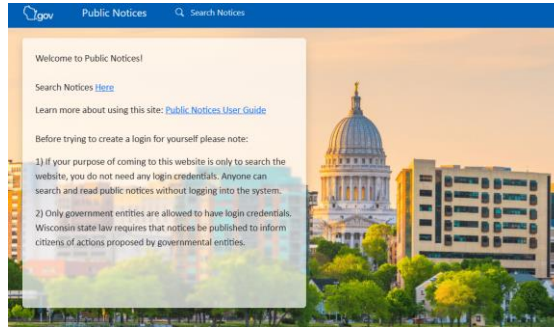 gov Public Notices Search Notices
Welcome to Public Notices!
Search Notices Here
Learn more about using this site: Public Notices User Guide
Before trying to create a login for yourself please note:
1) If your purpose of coming to this website is only to search the
website, you do not need any login credentials. Anyone can
search and read public notices without logging into the system.
2) Only government entities are allowed to have login credentials.
Wisconsin state law requires that notices be published to inform
citizens of actions proposed by governmental entities.